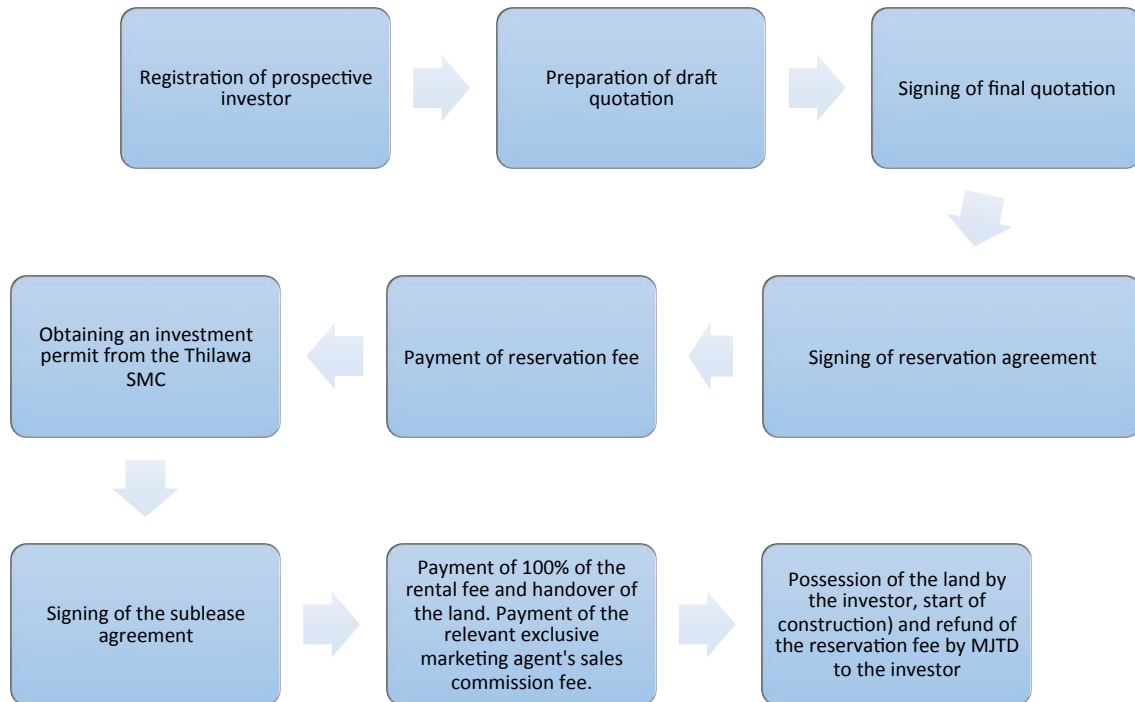 Registration of prospective
investor
Preparation of draft
quotation
Signing of final quotation
Signing of reservation agreement
Payment of reservation fee
Obtaining an investment
permit from the Thilawa
SMC
Signing of the sublease
agreement
Payment of 100% of the
rental fee and handover of
the land. Payment of the
relevant exclusive
marketing agent's sales
commission fee.
Possession of the land by
the investor, start of
construction) and refund of
the reservation fee by MJTD
to the investor